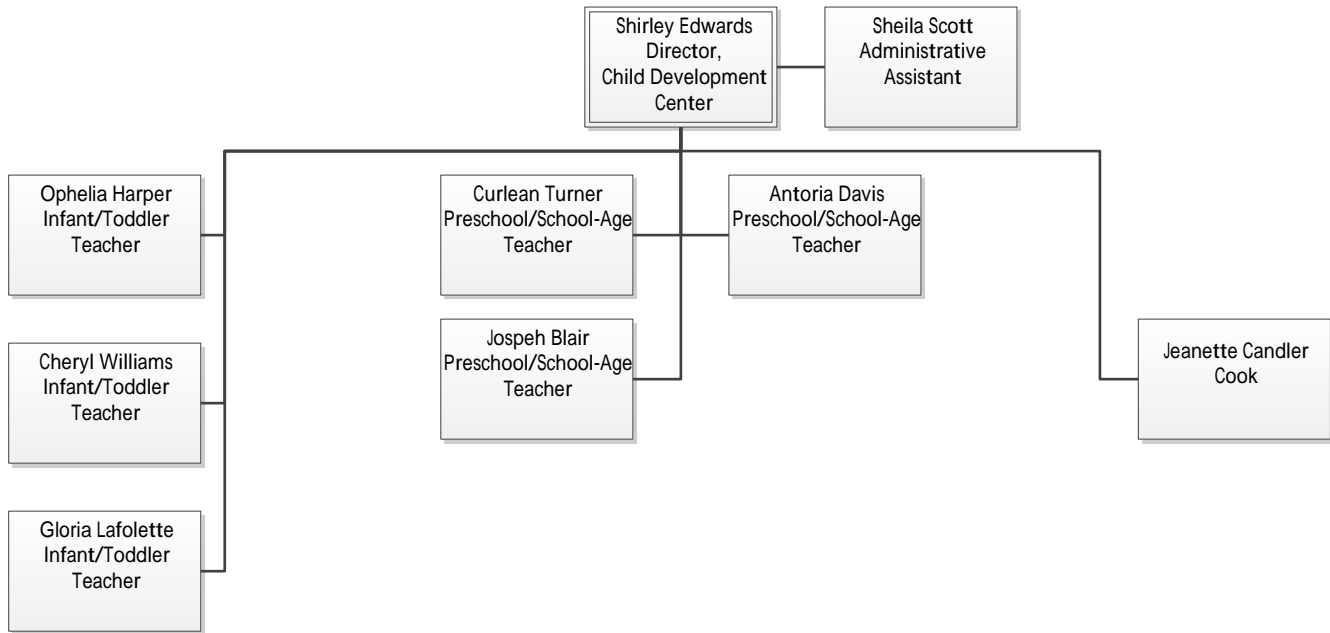 Shirley Edwards
Director,
Child Development
Center
Sheila Scott
Administrative
Assistant
Ophelia Harper
Infant/Toddler
Teacher
Curlean Turner
Preschool/School-Age
Teacher
Antoria Davis
Preschool/School-Age
Teacher
Cheryl Williams
Infant/Toddler
Teacher
Jospeh Blair
Preschool/School-Age
Teacher
Jeanette Candler
Cook
Gloria Lafolette
Infant/Toddler
Teacher